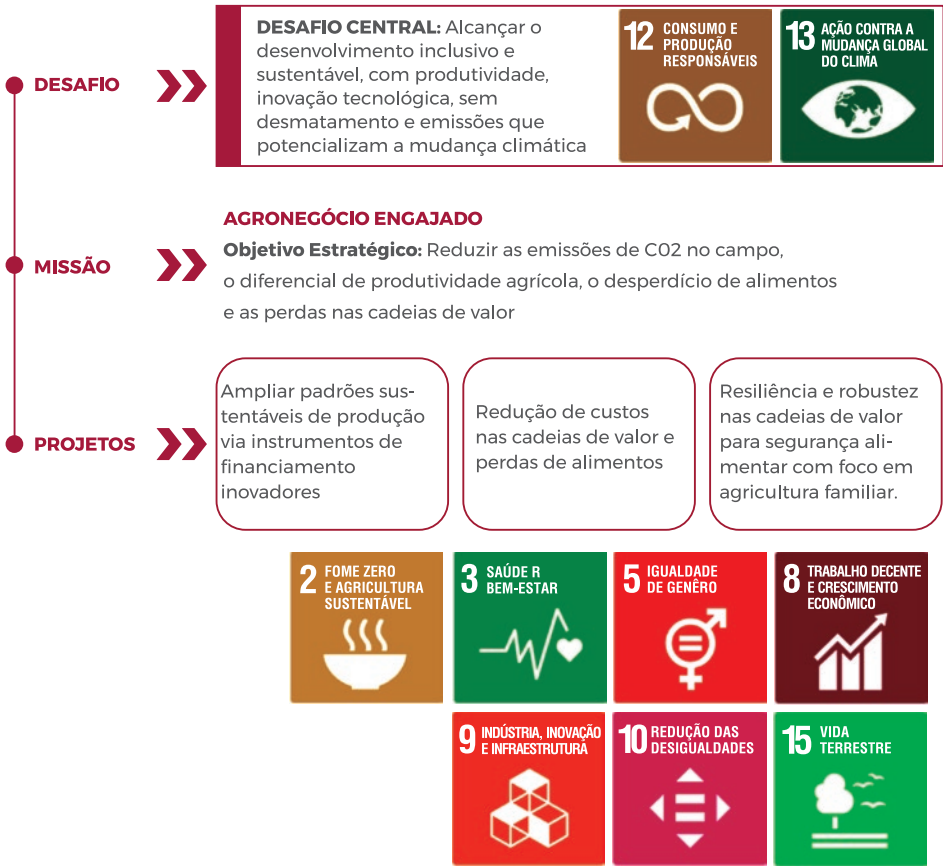 DESAFIO
DESAFIO CENTRAL: Alcançar o
desenvolvimento inclusivo e
sustentável, com produtividade,
inovação tecnológica, sem
desmatamento e emissões que
potencializam a mudança climática
12 CONSUMO E
PRODUÇÃO
RESPONSÁVEIS
13 AÇÃO CONTRA A
MUDANÇA GLOBAL
DO CLIMA
MISSÃO
AGRONEGÓCIO ENGAJADO
Objetivo Estratégico: Reduzir as emissões de C02 no campo,
o diferencial de produtividade agrícola, o desperdício de alimentos
e as perdas nas cadeias de valor
PROJETOS
Ampliar padrões sus-
tentáveis de produção
via instrumentos de
financiamento
inovadores
Redução de custos
nas cadeias de valor e
perdas de alimentos
Resiliência e robustez
nas cadeias de valor
para segurança ali-
mentar com foco em
agricultura familiar.
2 FOME ZERO
E AGRICULTURA
SUSTENTÁVEL
3 SAÚDE R
BEM-ESTAR
5 IGUALDADE
DE GENÊRO
8 TRABALHO DECENTE
E CRESCIMENTO
ECONÔMICO
9 INDÚSTRIA, INOVAÇÃO
E INFRAESTRUTURA
10 REDUÇÃO DAS
DESIGUALDADES
15 VIDA
TERRESTRE